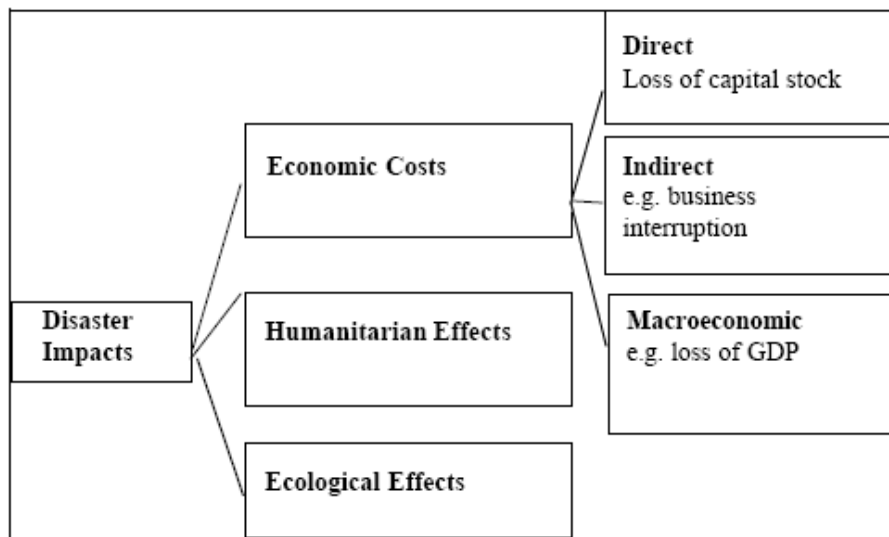 Disaster
Impacts
Economic Costs
Humanitarian Effects
Ecological Effects
Direct
Loss of capital stock
Indirect
e.g. business
interruption
Macroeconomic
e.g. loss of GDP